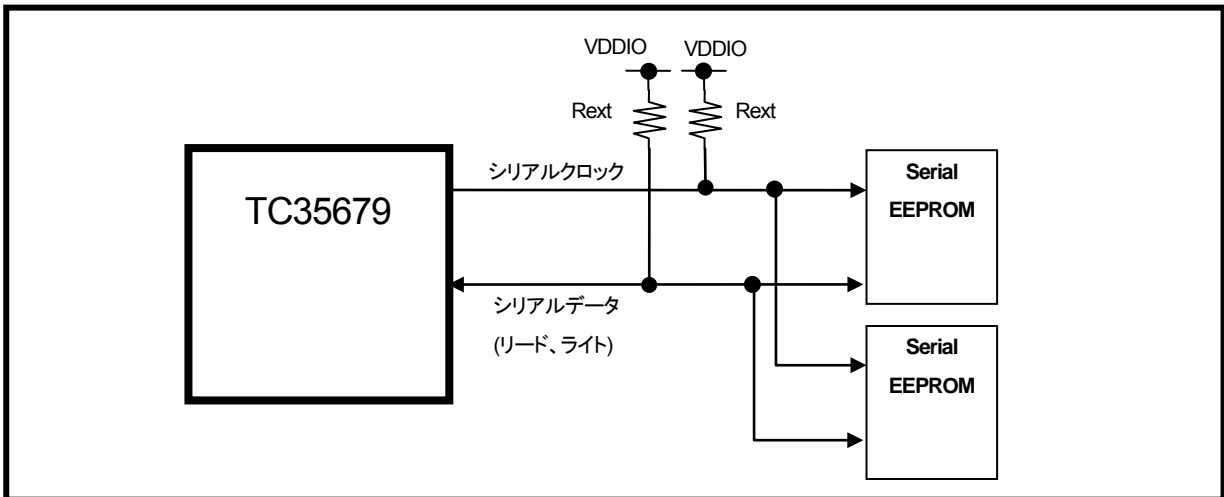 VDDIO VDDIO
Rext Rext
シリアルクロック
TC35679
シリアルデータ
(リード、ライト)
Serial
EEPROM
Serial
EEPROM